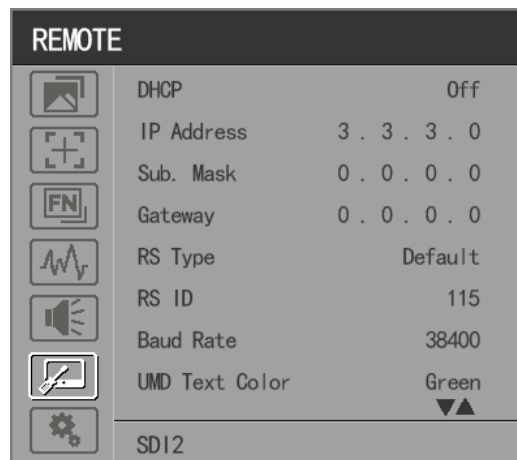 REMOTE
DHCP Off
IP Address 3 . 3 . 3 . 0
Sub. Mask 0 . 0 . 0 . 0
FN
Gateway 0 . 0 . 0 . 0
RS Type Default
RS ID 115
Baud Rate 38400
UMD Text Color Green
SDI2